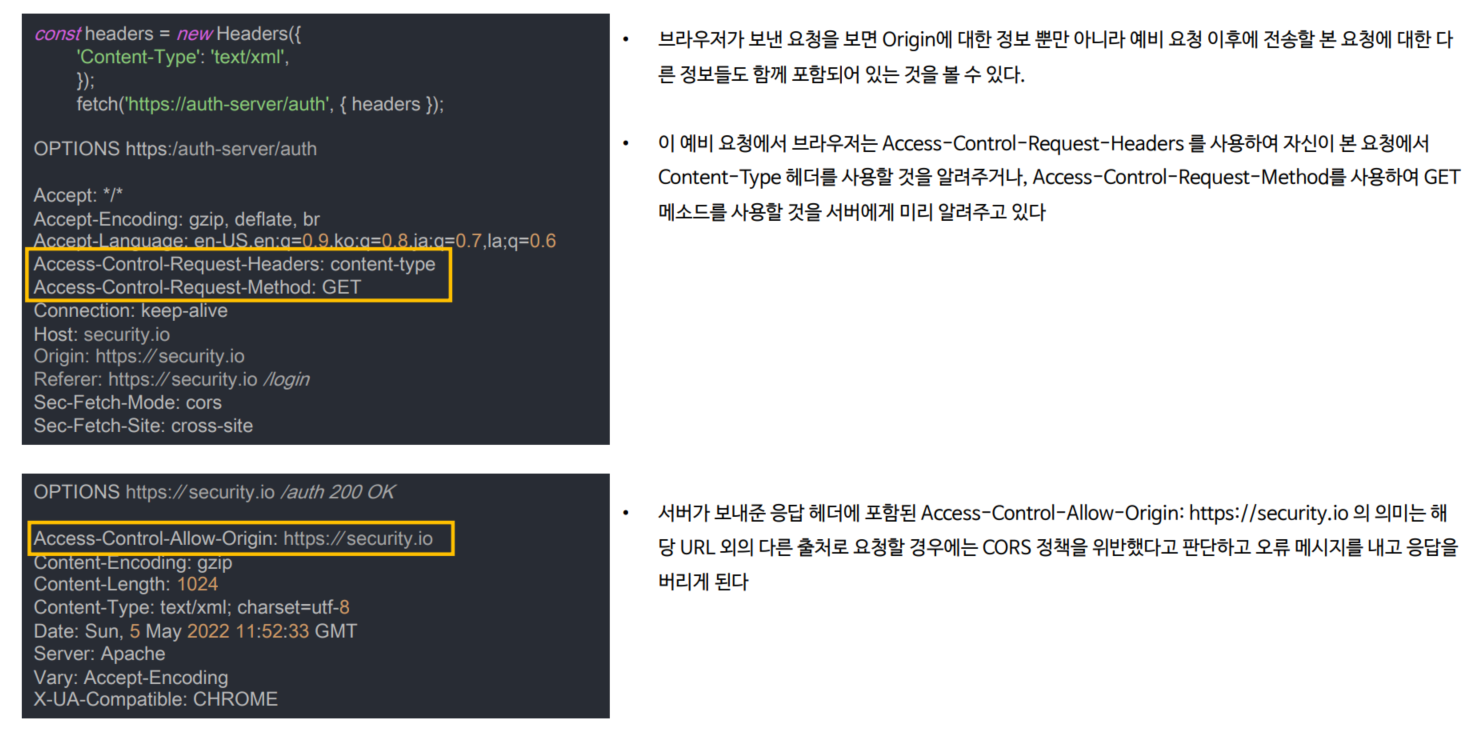 const headers = new Headers({
'Content-Type': 'text/xml',
});
fetch('https://auth-server/auth', { headers });
OPTIONS https:/auth-server/auth
Accept: */*
Accept-Encoding: gzip, deflate, br
Accept-Language: en-US,en;q=0.9,ko;q=0.8,ja;q=0.7,la;q=0.6
Access-Control-Request-Headers: content-type
Access-Control-Request-Method: GET
Connection: keep-alive
Host: security.io
Origin: https://security.io
Referer: https://security.io /login
Sec-Fetch-Mode: cors
Sec-Fetch-Site: cross-site
• 브라우저가 보낸 요청을 보면 Origin에 대한 정보 뿐만 아니라 예비 요청 이후에 전송할 본 요청에 대한 다
른 정보들도 함께 포함되어 있는 것을 볼 수 있다.
• 이 예비 요청에서 브라우저는 Access-Control-Request-Headers 를 사용하여 자신이 본 요청에서
Content-Type 헤더를 사용할 것을 알려주거나, Access-Control-Request-Method를 사용하여 GET
메소드를 사용할 것을 서버에게 미리 알려주고 있다
OPTIONS https://security.io /auth 200 OK
Access-Control-Allow-Origin: https://security.io
Content-Encoding: gzip
Content-Length: 1024
Content-Type: text/xml; charset=utf-8
Date: Sun, 5 May 2022 11:52:33 GMT
Server: Apache
Vary: Accept-Encoding
X-UA-Compatible: CHROME
• 서버가 보내준 응답 헤더에 포함된 Access-Control-Allow-Origin: https://security.io 의 의미는 해
당 URL 외의 다른 출처로 요청할 경우에는 CORS 정책을 위반했다고 판단하고 오류 메시지를 내고 응답을
버리게 된다